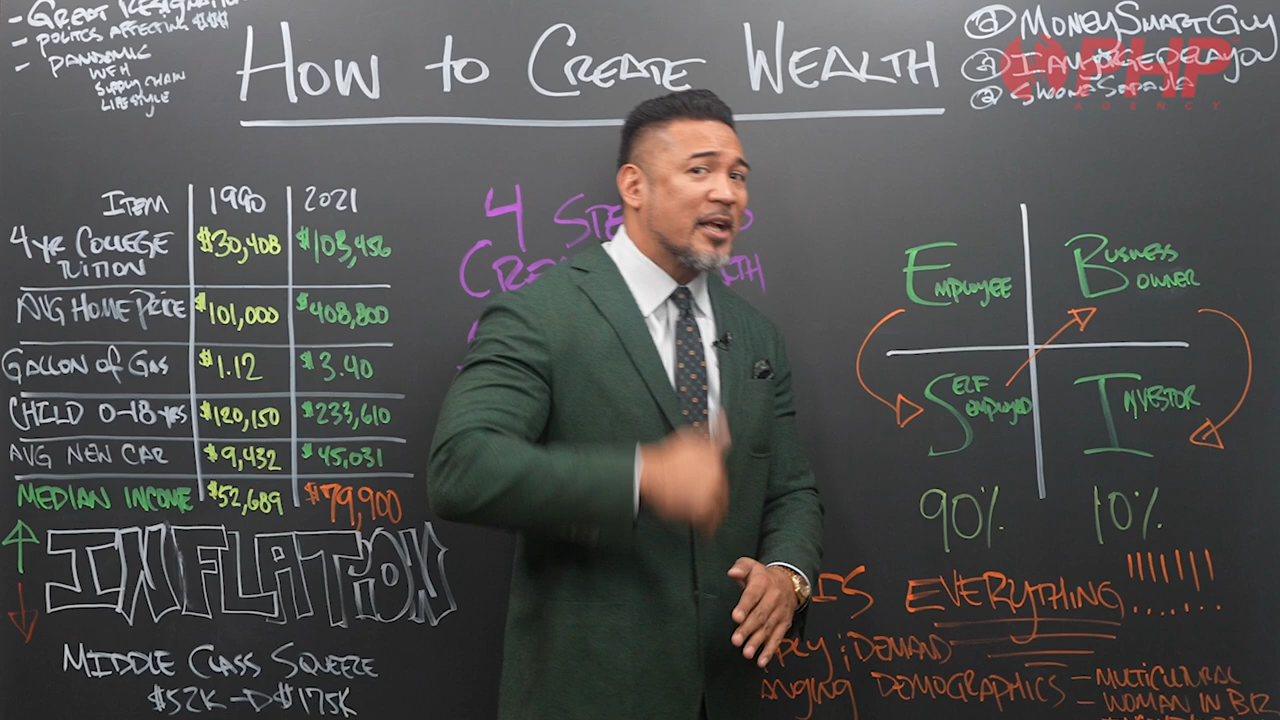 - GREAT RESIGNATION
- POLITICS AFFECTING $$$$
- PANDEMIC
WFH
SUPPLY CHAIN
LIFESTYLE
HOW to CREATE WEALTH
@MONEYSMARTGUY
PHP
AGENCY
ITEM 1990 2021
4 yr COLLEGE TUITION $30,408 $103,456
AVG HOME PRICE $101,000 $408,800
GALLON OF GAS $1.12 $3.40
CHILD 0-18 yrs $120,150 $233,610
AVG NEW CAR $9,432 $45,031
MEDIAN INCOME $52,689 $79,900
INFLATION
MIDDLE CLASS SQUEEZE
$52K → $175K
4
EMPLOYEE
BUSINESS OWNER
SELF EMPLOYED
INVESTOR
90% 10%
IS EVERYTHING !!!!!!!
DEMAND
DEMOGRAPHICS - MULTICULTURAL
- WOMAN IN BIZ